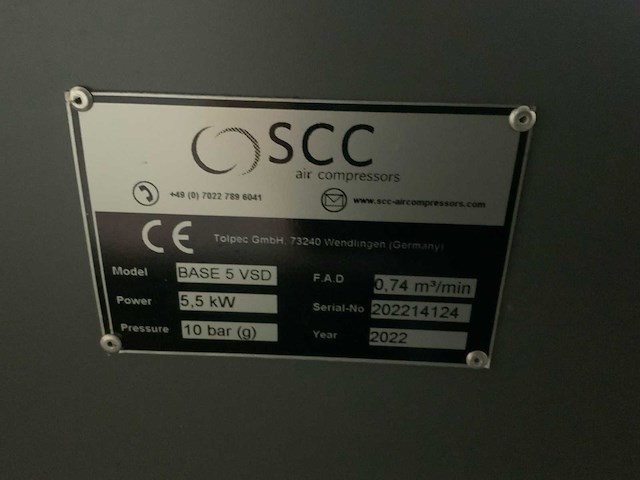 SCC
air compressors
+49 (0) 7022 789 6041 www.scc-aircompressors.com
CE Tolpec GmbH, 73240 Wendlingen (Germany)
Model BASE 5 VSD F.A.D 0,74 m³/min
Power 5,5 kW Serial-No 202214124
Pressure 10 bar (g) Year 2022